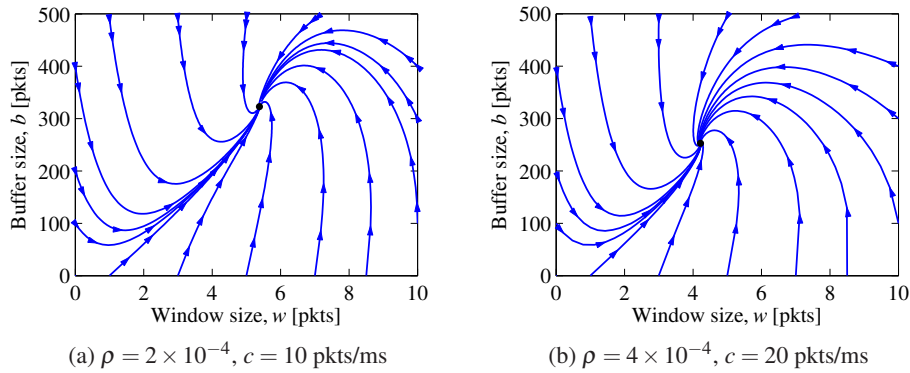 500
400
300
200
100
0
Buffer size, b [pkts]
0 2 4 6 8 10
Window size, w [pkts]
(a) ρ = 2 × 10⁻⁴, c = 10 pkts/ms
500
400
300
200
100
0
Buffer size, b [pkts]
0 2 4 6 8 10
Window size, w [pkts]
(b) ρ = 4 × 10⁻⁴, c = 20 pkts/ms